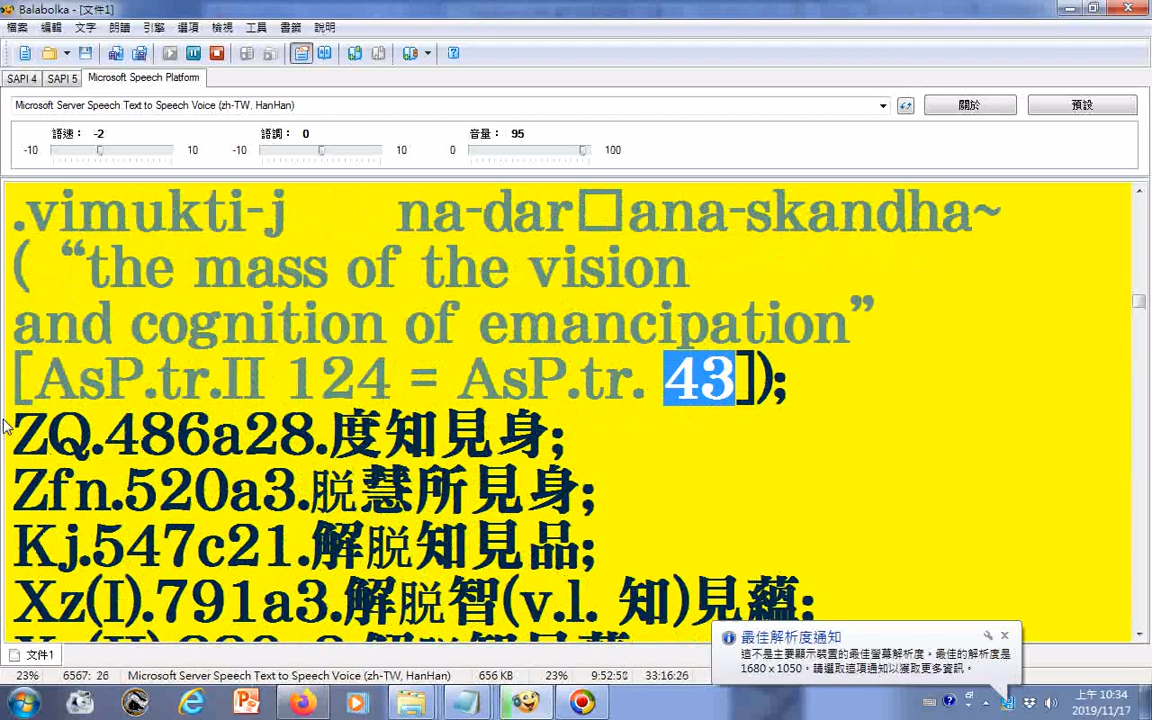 Balabolka - [文件1]
檔案 編輯 文字 朗讀 引擎 選項 檢視 工具 書籤 說明
SAPI 4 SAPI 5 Microsoft Speech Platform
Microsoft Server Speech Text to Speech Voice (zh-TW, HanHan)
關於 預設
語速: -2 語調: 0 音量: 95
-10 10 -10 10 0 100
.vimukti-j na-dar□ana-skandha~
( “the mass of the vision
and cognition of emancipation”
[AsP.tr.II 124 = AsP.tr. 43]);
ZQ.486a28.度知見身;
Zfn.520a3.脱慧所見身;
Kj.547c21.解脱知見品;
Xz(I).791a3.解脱智(v.l. 知)見蘊;
文件1
最佳解析度通知
這不是主要顯示裝置的最佳螢幕解析度。最佳的解析度是
1680 x 1050。請選取這項通知以獲取更多資訊。
23% 6567: 26 Microsoft Server Speech Text to Speech Voice (zh-TW, HanHan) 656 KB 23% 9:52:58 33:16:26
上午 10:34
2019/11/17